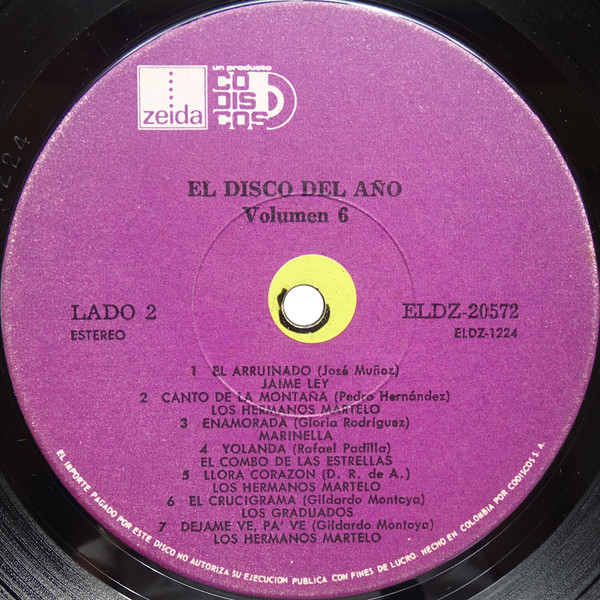 un producto
zeida
CO
DIS
COS
EL DISCO DEL AÑO
Volumen 6
LADO 2
ESTEREO
ELDZ-20572
ELDZ-1224
1 EL ARRUINADO (José Muñoz)
JAIME LEY
2 CANTO DE LA MONTAÑA (Pedro Hernández)
LOS HERMANOS MARTELO
3 ENAMORADA (Gloria Rodríguez)
MARINELLA
4 YOLANDA (Rafael Padilla)
EL COMBO DE LAS ESTRELLAS
5 LLORA CORAZON (D. R. de A.)
LOS HERMANOS MARTELO
6 EL CRUCIGRAMA (Gildardo Montoya)
LOS GRADUADOS
7 DEJAME VE, PA' VE (Gildardo Montoya)
LOS HERMANOS MARTELO
EL IMPORTE PAGADO POR ESTE DISCO NO AUTORIZA SU EJECUCION PUBLICA CON FINES DE LUCRO. HECHO EN COLOMBIA POR CODISCOS S. A.